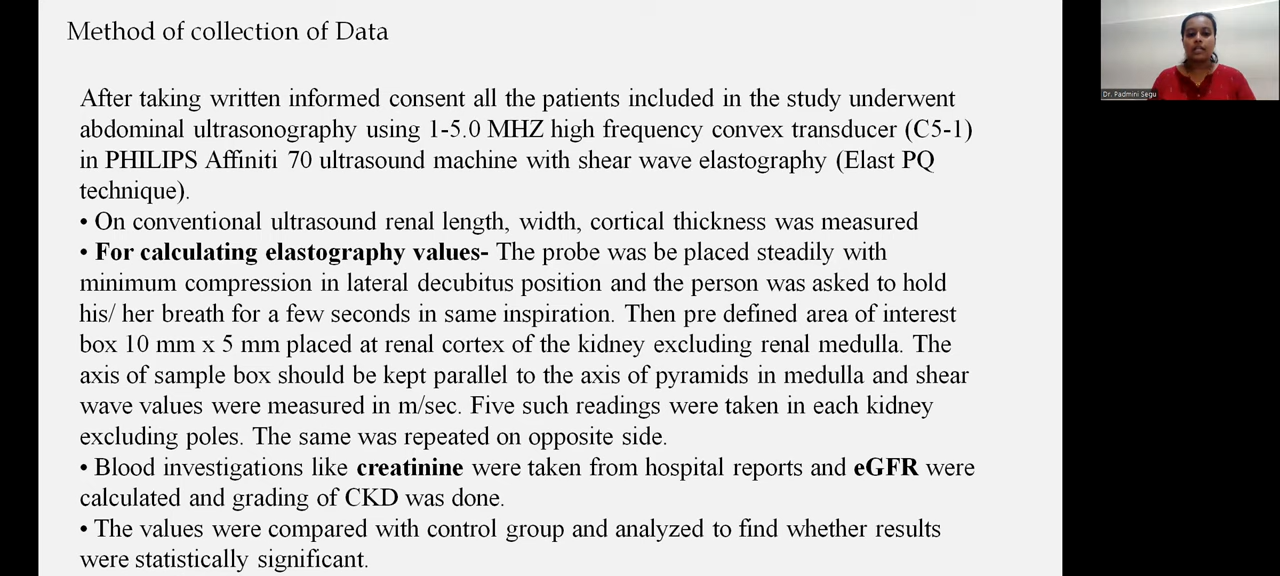 Method of collection of Data
After taking written informed consent all the patients included in the study underwent
abdominal ultrasonography using 1-5.0 MHZ high frequency convex transducer (C5-1)
in PHILIPS Affiniti 70 ultrasound machine with shear wave elastography (Elast PQ
technique).
• On conventional ultrasound renal length, width, cortical thickness was measured
• For calculating elastography values- The probe was be placed steadily with
minimum compression in lateral decubitus position and the person was asked to hold
his/ her breath for a few seconds in same inspiration. Then pre defined area of interest
box 10 mm x 5 mm placed at renal cortex of the kidney excluding renal medulla. The
axis of sample box should be kept parallel to the axis of pyramids in medulla and shear
wave values were measured in m/sec. Five such readings were taken in each kidney
excluding poles. The same was repeated on opposite side.
• Blood investigations like creatinine were taken from hospital reports and eGFR were
calculated and grading of CKD was done.
• The values were compared with control group and analyzed to find whether results
were statistically significant.
Dr. Padmini Segu